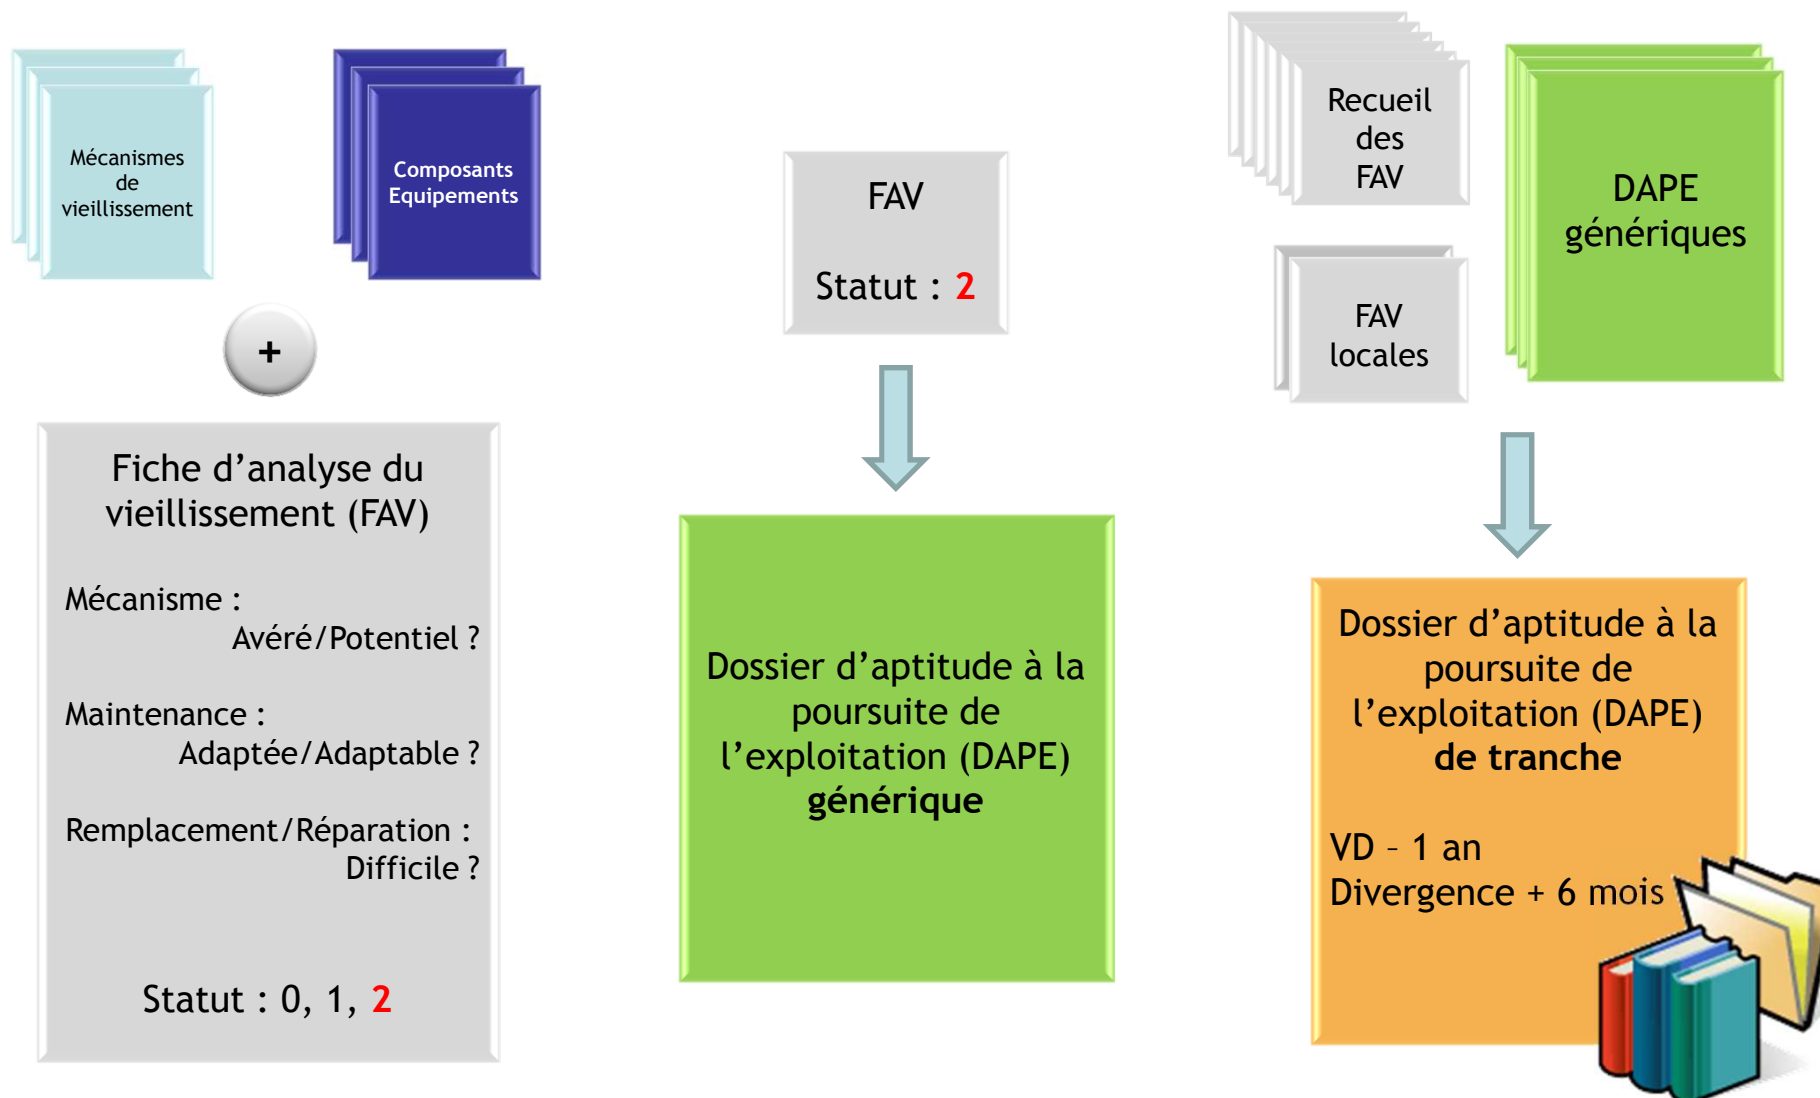 Mécanismes
de
vieillissement
Composants
Equipements
+
Fiche d’analyse du
vieillissement (FAV)
Mécanisme :
Avéré/Potentiel ?
Maintenance :
Adaptée/Adaptable ?
Remplacement/Réparation :
Difficile ?
Statut : 0, 1, 2
FAV
Statut : 2
Dossier d’aptitude à la
poursuite de
l’exploitation (DAPE)
générique
Recueil
des
FAV
FAV
locales
DAPE
génériques
Dossier d’aptitude à la
poursuite de
l’exploitation (DAPE)
de tranche
VD – 1 an
Divergence + 6 mois